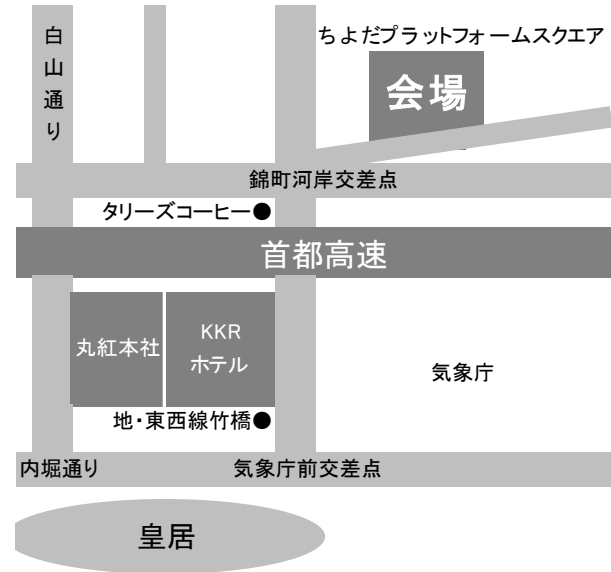 白山通り
ちよだプラットフォームスクエア
会場
錦町河岸交差点
タリーズコーヒー●
首都高速
丸紅本社
KKR
ホテル
気象庁
地・東西線竹橋●
内堀通り
気象庁前交差点
皇居